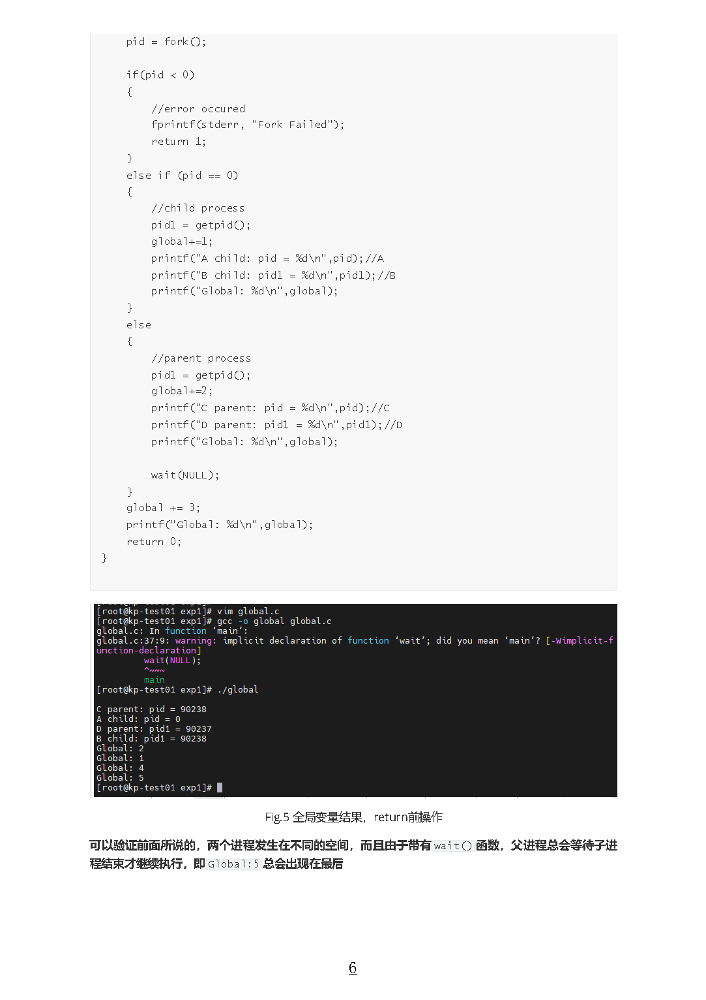 pid = fork();
if(pid < 0)
{
//error occured
fprintf(stderr, "Fork Failed");
return 1;
}
else if (pid == 0)
{
//child process
pid1 = getpid();
global+=1;
printf("A child: pid = %d\n",pid);//A
printf("B child: pid1 = %d\n",pid1);//B
printf("Global: %d\n",global);
}
else
{
//parent process
pid1 = getpid();
global+=2;
printf("C parent: pid = %d\n",pid);//C
printf("D parent: pid1 = %d\n",pid1);//D
printf("Global: %d\n",global);
wait(NULL);
}
global += 3;
printf("Global: %d\n",global);
return 0;
}
[root@kp-test01 exp1]# vim global.c
[root@kp-test01 exp1]# gcc -o global global.c
global.c: In function ‘main’:
global.c:37:9: warning: implicit declaration of function ‘wait’; did you mean ‘main’? [-Wimplicit-f
unction-declaration]
wait(NULL);
^~~~
main
[root@kp-test01 exp1]# ./global
C parent: pid = 90238
A child: pid = 0
D parent: pid1 = 90237
B child: pid1 = 90238
Global: 2
Global: 1
Global: 4
Global: 5
[root@kp-test01 exp1]#
Fig.5 全局变量结果，return前操作
可以验证前面所说的，两个进程发生在不同的空间，而且由于带有 wait() 函数，父进程总会等待子进
程结束才继续执行，即 Global:5 总会出现在最后
6